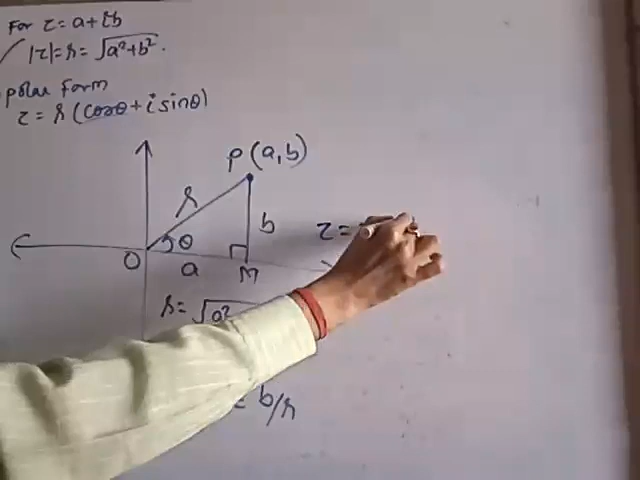 For z = a + ib
|z| = r = √a²+b².
polar form
z = r (cosθ + i sinθ)
P (a, b)
r
b
θ
z =
O
a
M
r = √a²
= b/r